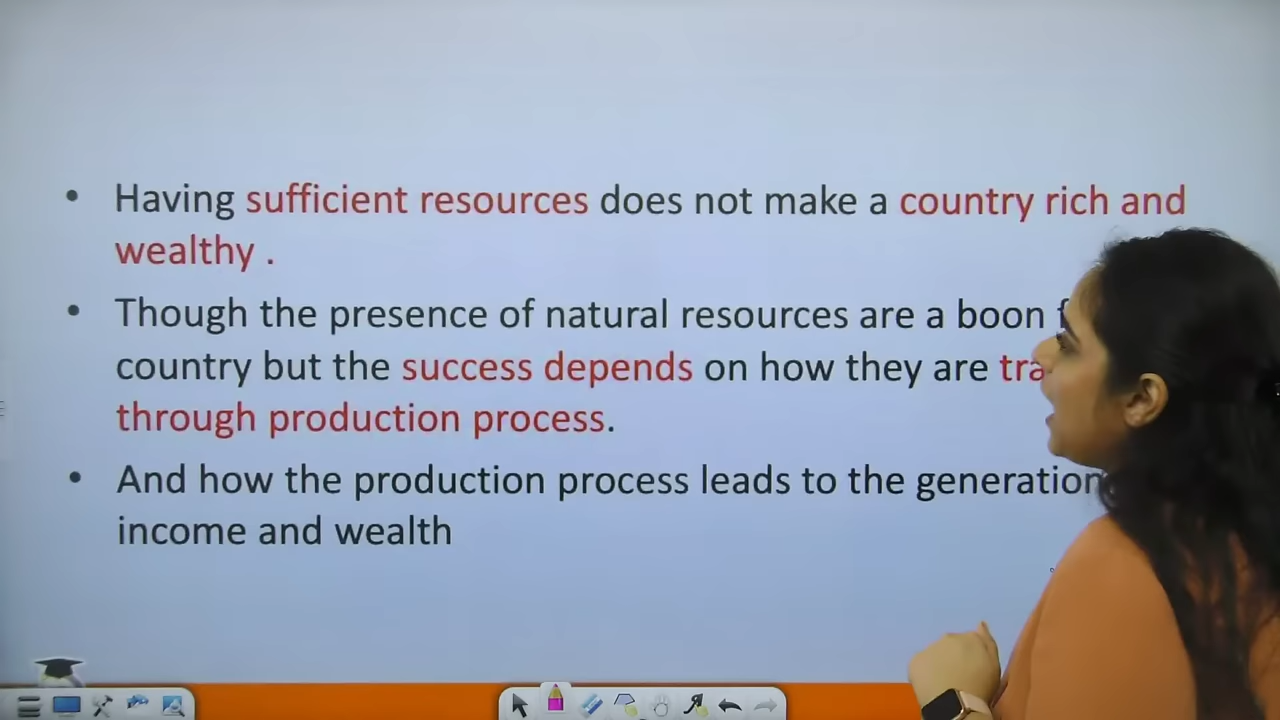 • Having sufficient resources does not make a country rich and
wealthy .
• Though the presence of natural resources are a boon
country but the success depends on how they are
through production process.
• And how the production process leads to the generation
income and wealth